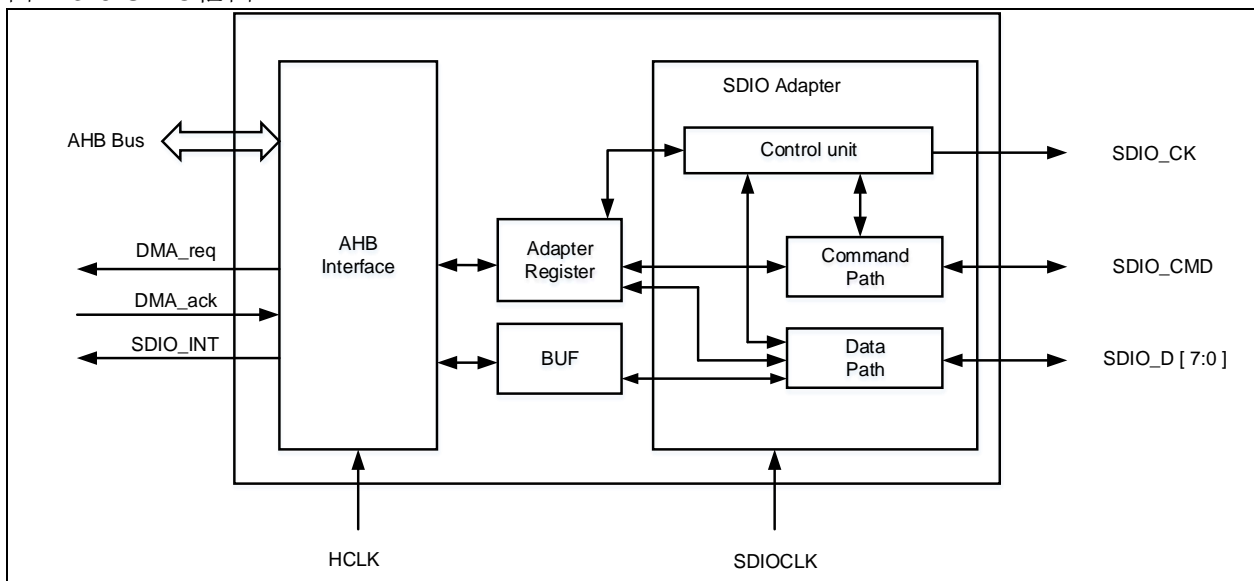 SDIO Adapter
AHB Bus
Control unit
SDIO_CK
DMA_req
AHB
Interface
Adapter
Register
Command
Path
SDIO_CMD
DMA_ack
SDIO_INT
BUF
Data
Path
SDIO_D [ 7:0 ]
HCLK
SDIOCLK